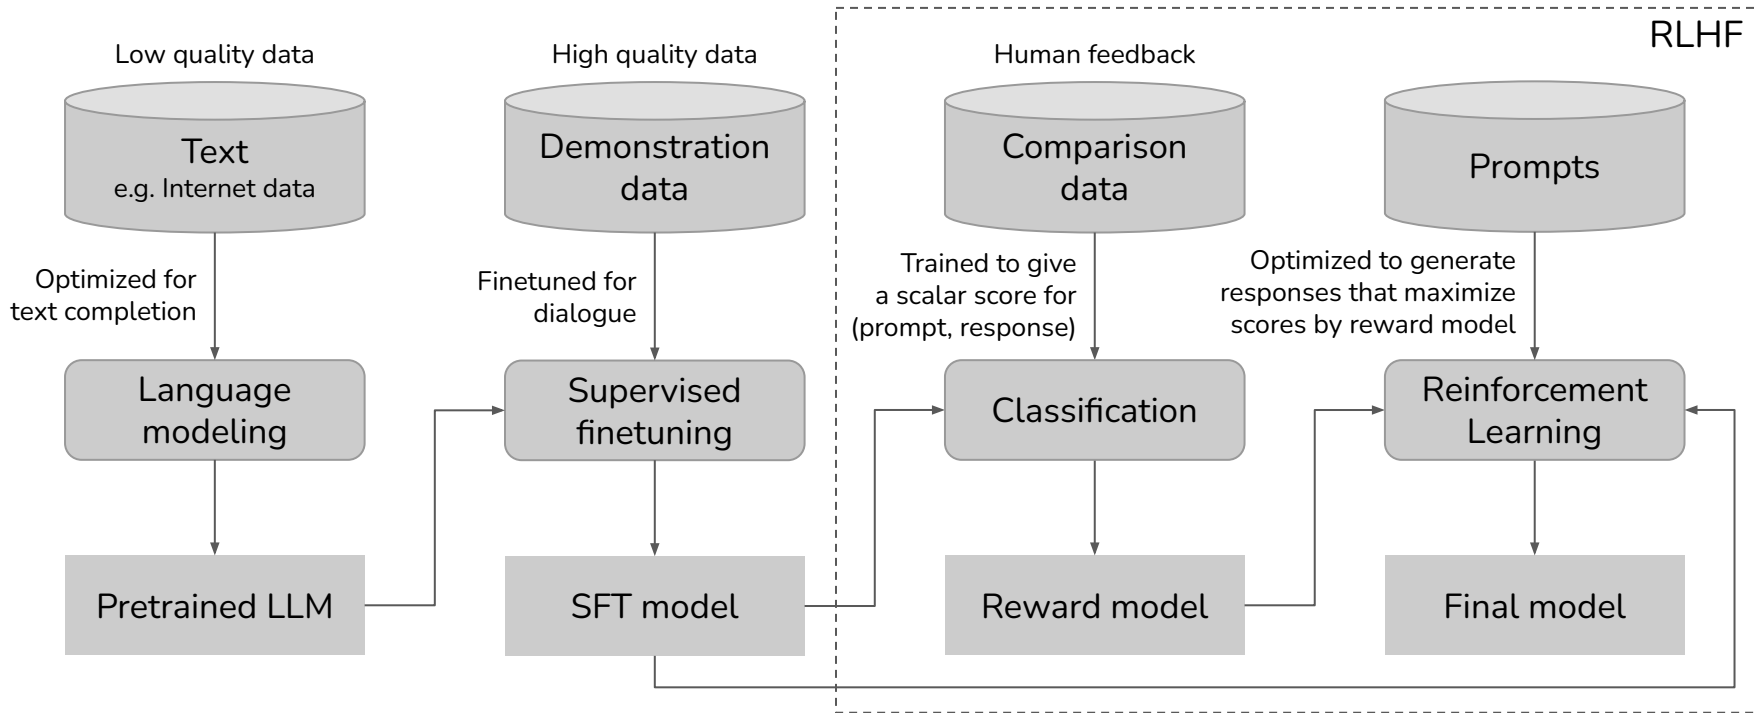 RLHF
Low quality data
High quality data
Human feedback
Text
e.g. Internet data
Demonstration
data
Comparison
data
Prompts
Optimized for
text completion
Finetuned for
dialogue
Trained to give
a scalar score for
(prompt, response)
Optimized to generate
responses that maximize
scores by reward model
Language
modeling
Supervised
finetuning
Classification
Reinforcement
Learning
Pretrained LLM
SFT model
Reward model
Final model